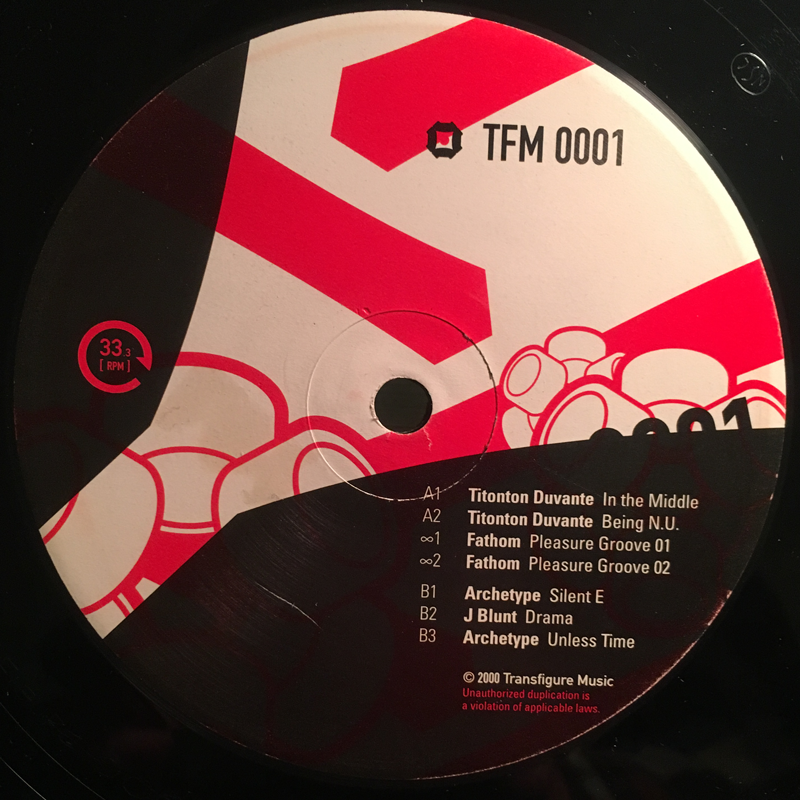 TFM 0001
33.3
[ RPM ]
0001
A1 Titonton Duvante In the Middle
A2 Titonton Duvante Being N.U.
∞1 Fathom Pleasure Groove 01
∞2 Fathom Pleasure Groove 02
B1 Archetype Silent E
B2 J Blunt Drama
B3 Archetype Unless Time
© 2000 Transfigure Music
Unauthorized duplication is
a violation of applicable laws.